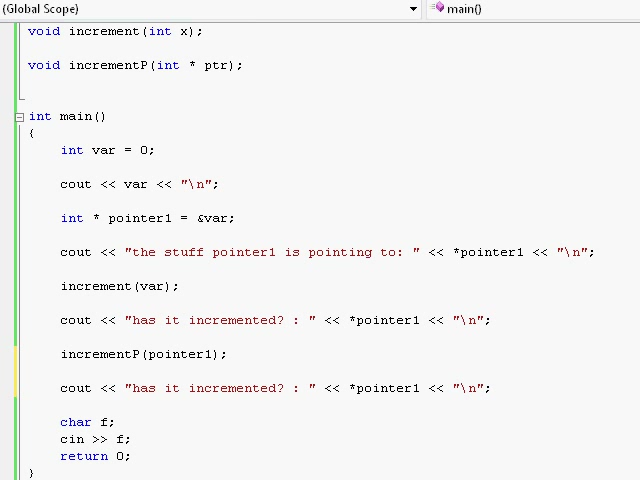 (Global Scope) main()
void increment(int x);
void incrementP(int * ptr);
int main()
{
int var = 0;
cout << var << "\n";
int * pointer1 = &var;
cout << "the stuff pointer1 is pointing to: " << *pointer1 << "\n";
increment(var);
cout << "has it incremented? : " << *pointer1 << "\n";
incrementP(pointer1);
cout << "has it incremented? : " << *pointer1 << "\n";
char f;
cin >> f;
return 0;
}